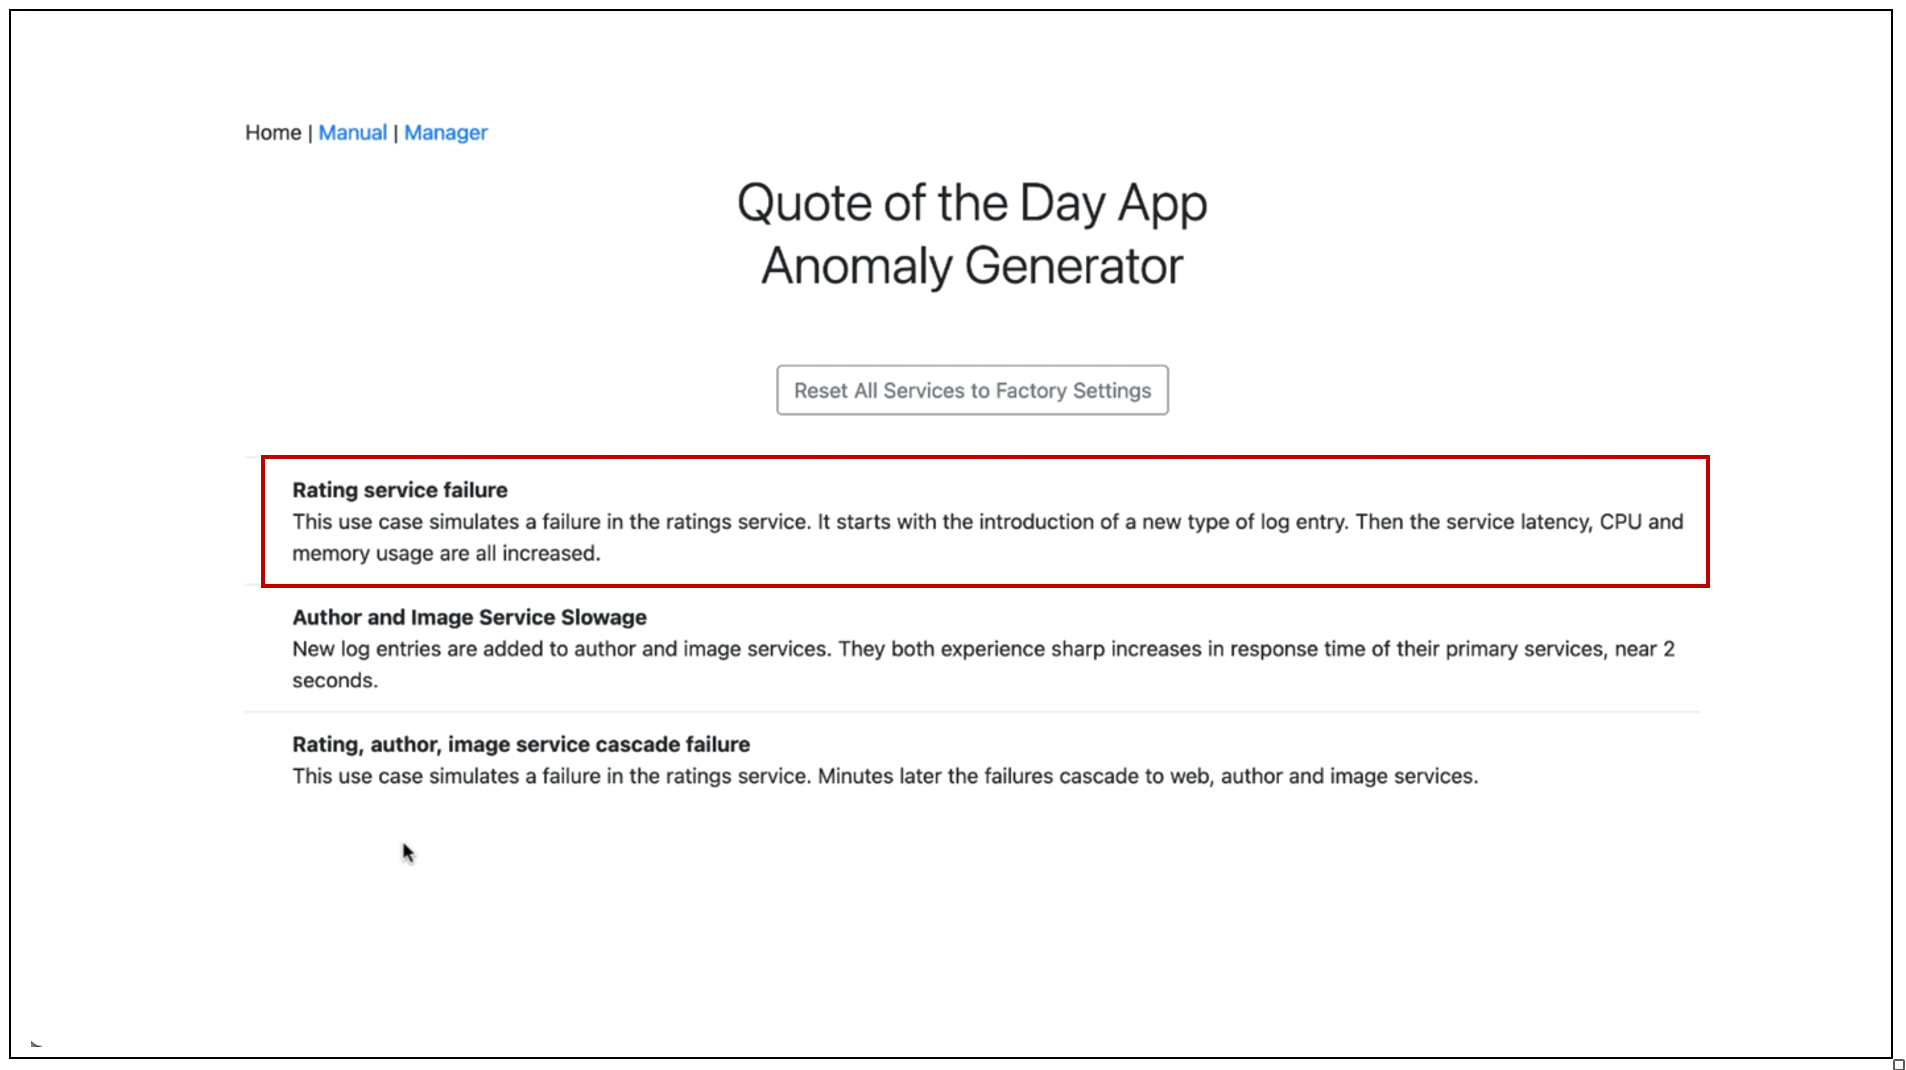 Home | Manual | Manager
Quote of the Day App
Anomaly Generator
Reset All Services to Factory Settings
Rating service failure
This use case simulates a failure in the ratings service. It starts with the introduction of a new type of log entry. Then the service latency, CPU and
memory usage are all increased.
Author and Image Service Slowage
New log entries are added to author and image services. They both experience sharp increases in response time of their primary services, near 2
seconds.
Rating, author, image service cascade failure
This use case simulates a failure in the ratings service. Minutes later the failures cascade to web, author and image services.